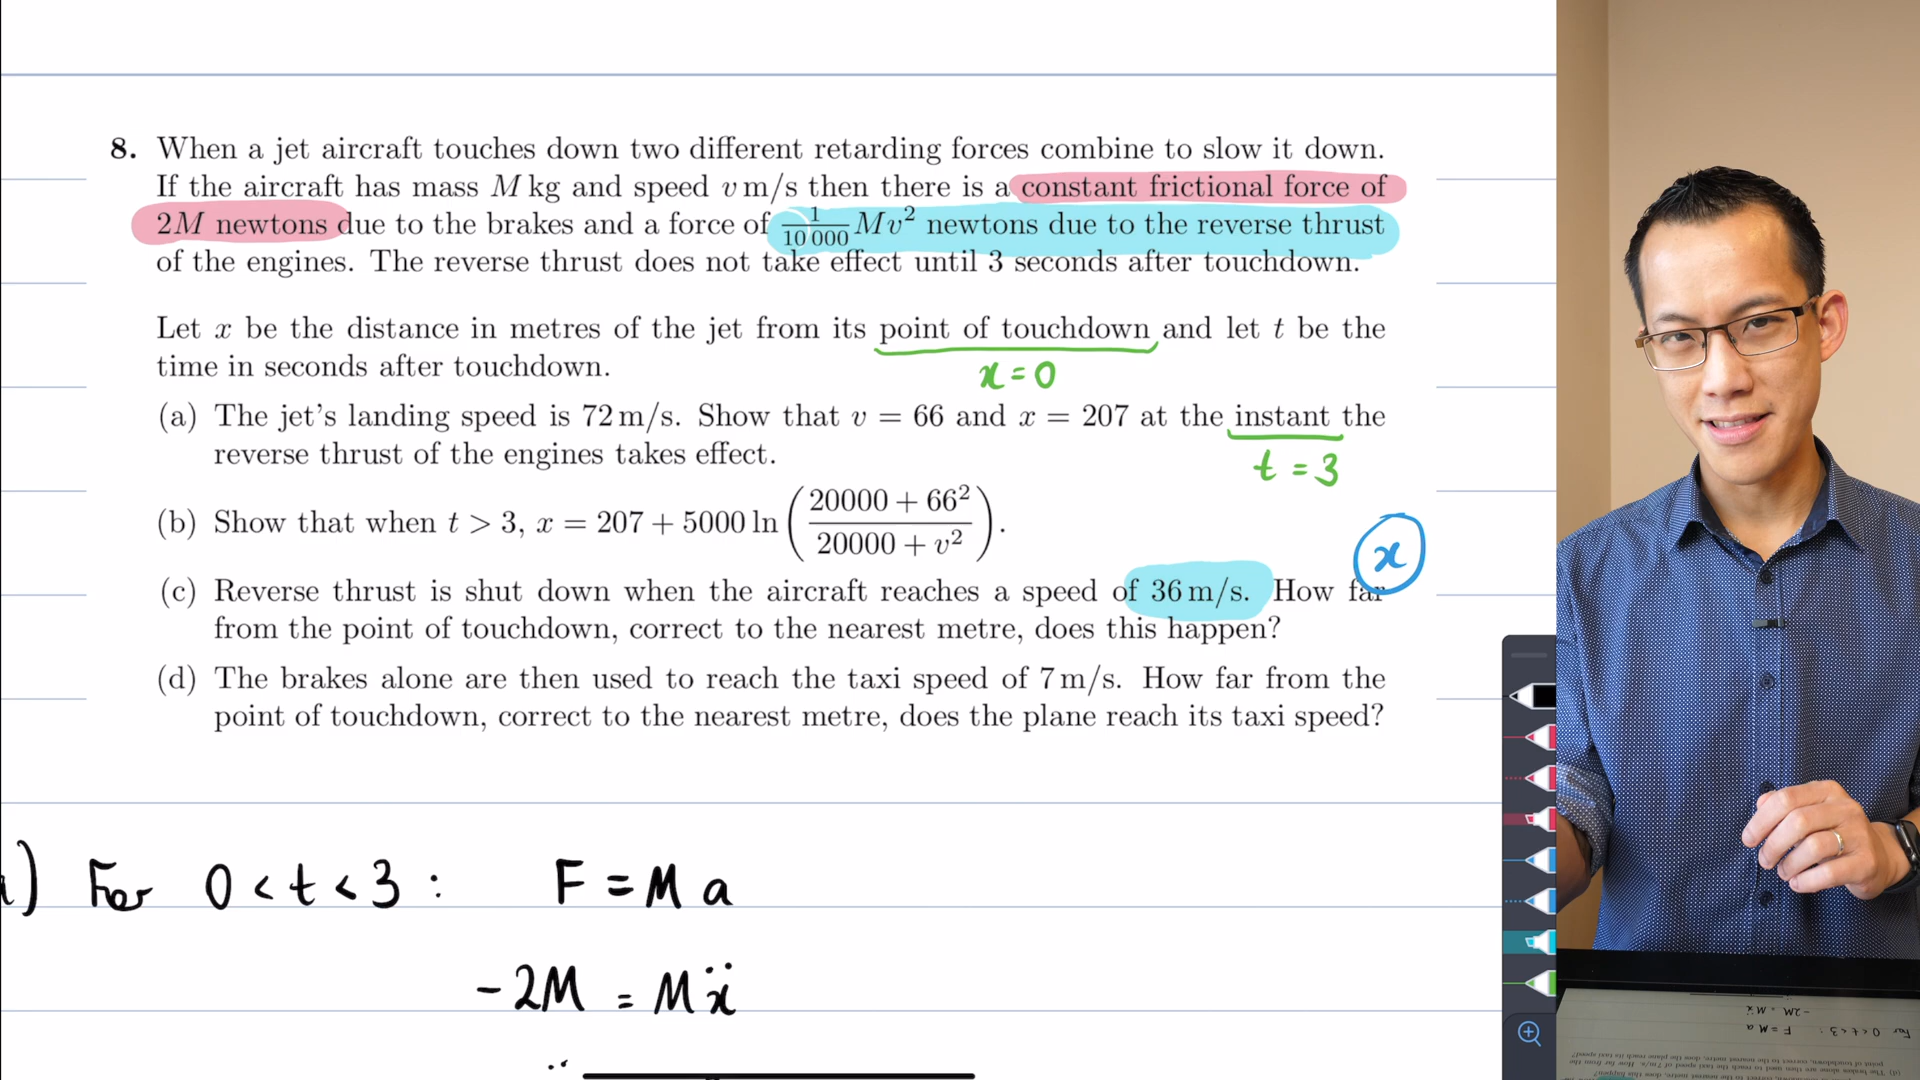 8. When a jet aircraft touches down two different retarding forces combine to slow it down.
If the aircraft has mass M kg and speed v m/s then there is a constant frictional force of
2M newtons due to the brakes and a force of 1/10 000 Mv² newtons due to the reverse thrust
of the engines. The reverse thrust does not take effect until 3 seconds after touchdown.
Let x be the distance in metres of the jet from its point of touchdown and let t be the
time in seconds after touchdown.
x = 0
(a) The jet's landing speed is 72 m/s. Show that v = 66 and x = 207 at the instant the
reverse thrust of the engines takes effect.
t = 3
(b) Show that when t > 3, x = 207 + 5000 ln (20000 + 66² / 20000 + v²).
x
(c) Reverse thrust is shut down when the aircraft reaches a speed of 36 m/s. How far
from the point of touchdown, correct to the nearest metre, does this happen?
(d) The brakes alone are then used to reach the taxi speed of 7 m/s. How far from the
point of touchdown, correct to the nearest metre, does the plane reach its taxi speed?
) For 0 < t < 3 : F = M a
- 2M = M ẍ